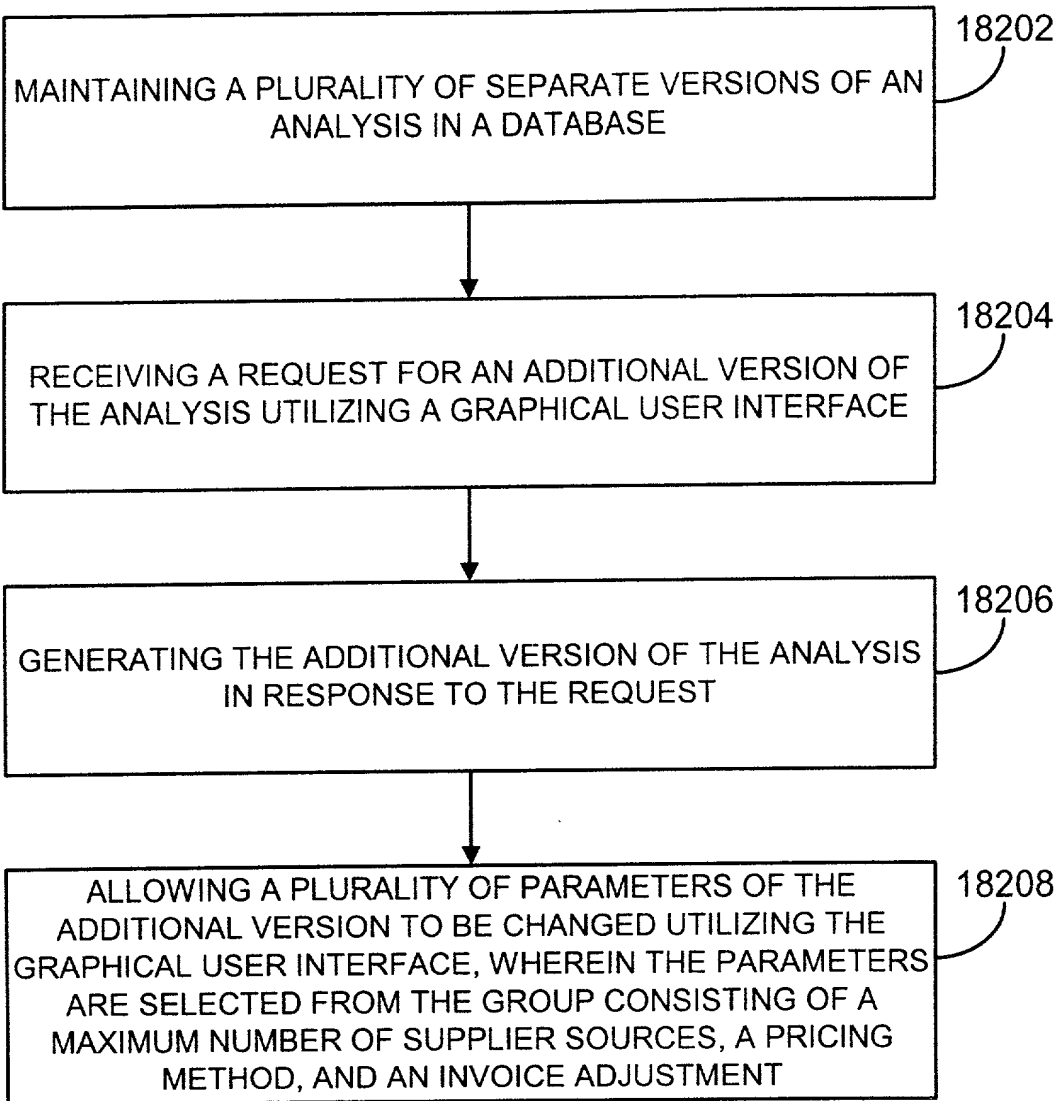 18202
MAINTAINING A PLURALITY OF SEPARATE VERSIONS OF AN
ANALYSIS IN A DATABASE
18204
RECEIVING A REQUEST FOR AN ADDITIONAL VERSION OF
THE ANALYSIS UTILIZING A GRAPHICAL USER INTERFACE
18206
GENERATING THE ADDITIONAL VERSION OF THE ANALYSIS
IN RESPONSE TO THE REQUEST
18208
ALLOWING A PLURALITY OF PARAMETERS OF THE
ADDITIONAL VERSION TO BE CHANGED UTILIZING THE
GRAPHICAL USER INTERFACE, WHEREIN THE PARAMETERS
ARE SELECTED FROM THE GROUP CONSISTING OF A
MAXIMUM NUMBER OF SUPPLIER SOURCES, A PRICING
METHOD, AND AN INVOICE ADJUSTMENT